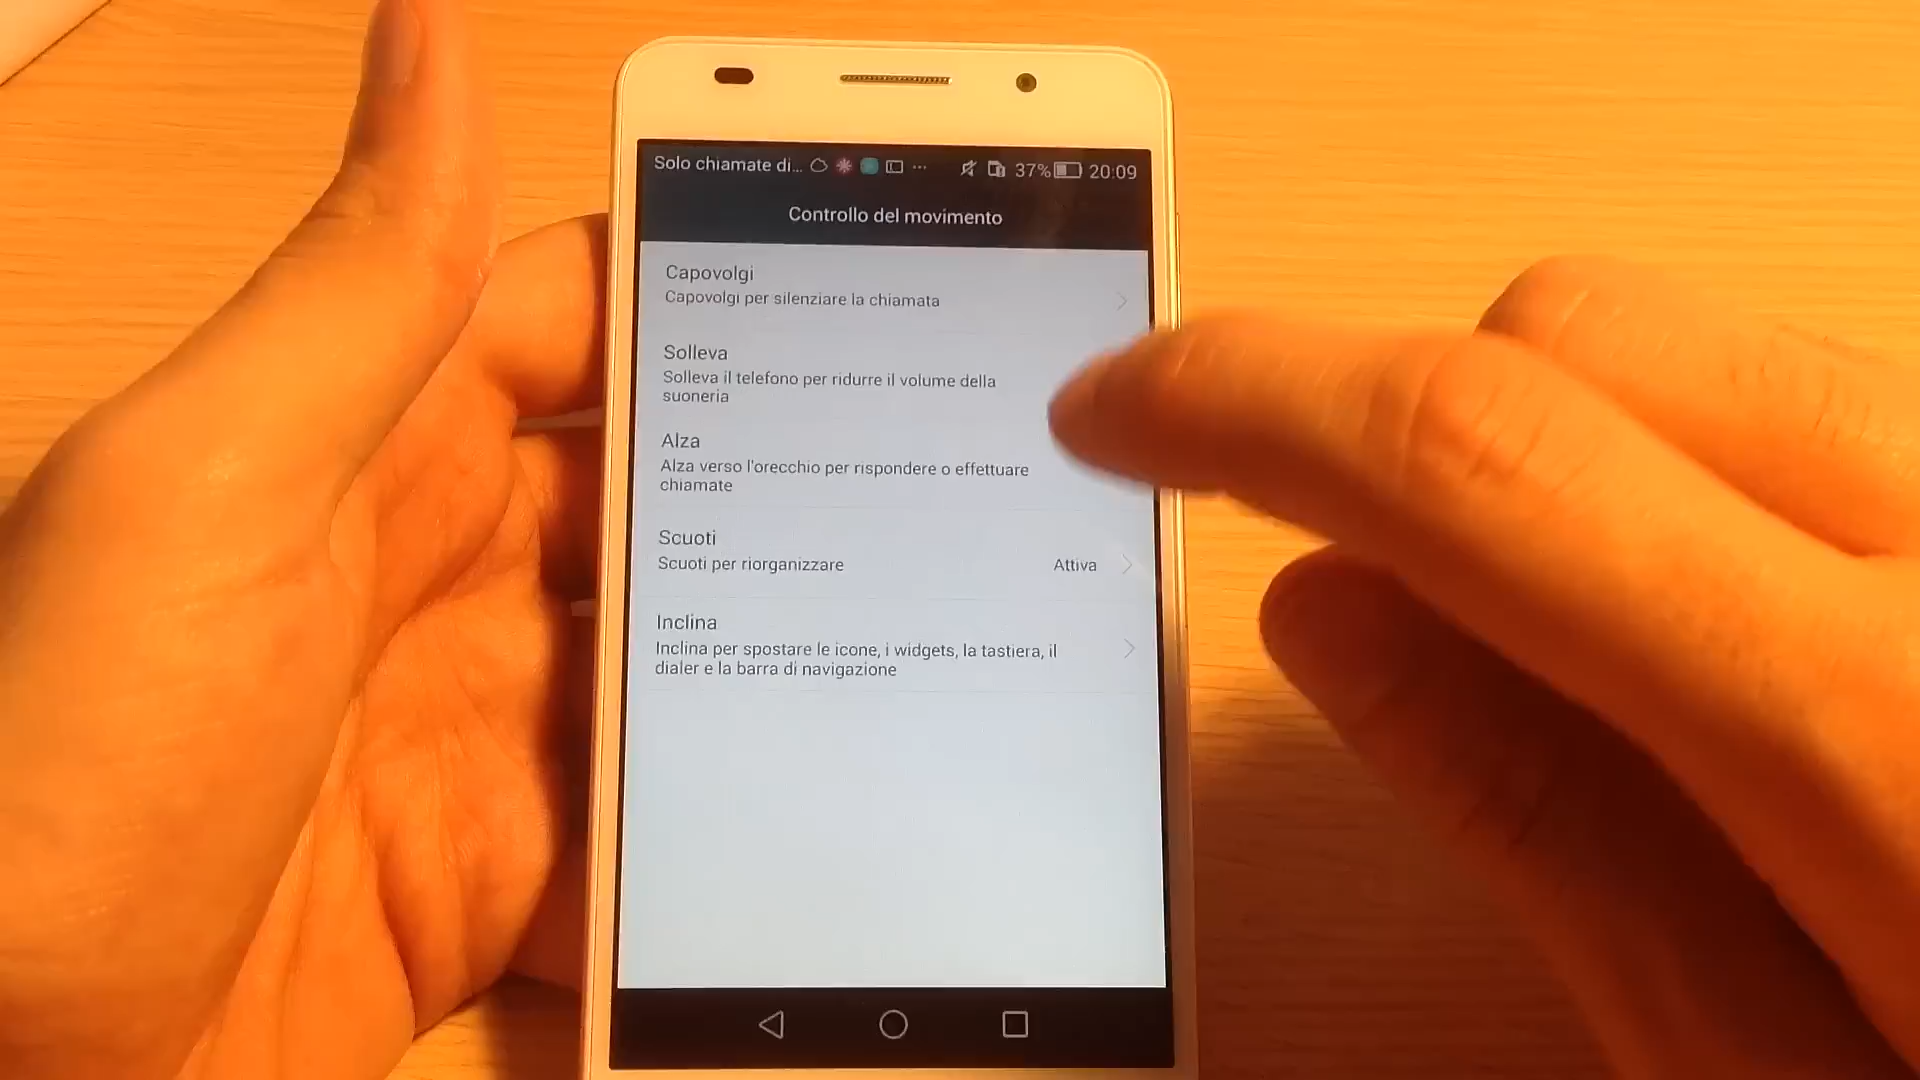 Solo chiamate di... 37% 20:09
Controllo del movimento
Capovolgi
Capovolgi per silenziare la chiamata
Solleva
Solleva il telefono per ridurre il volume della
suoneria
Alza
Alza verso l'orecchio per rispondere o effettuare
chiamate
Scuoti
Scuoti per riorganizzare Attiva
Inclina
Inclina per spostare le icone, i widgets, la tastiera, il
dialer e la barra di navigazione